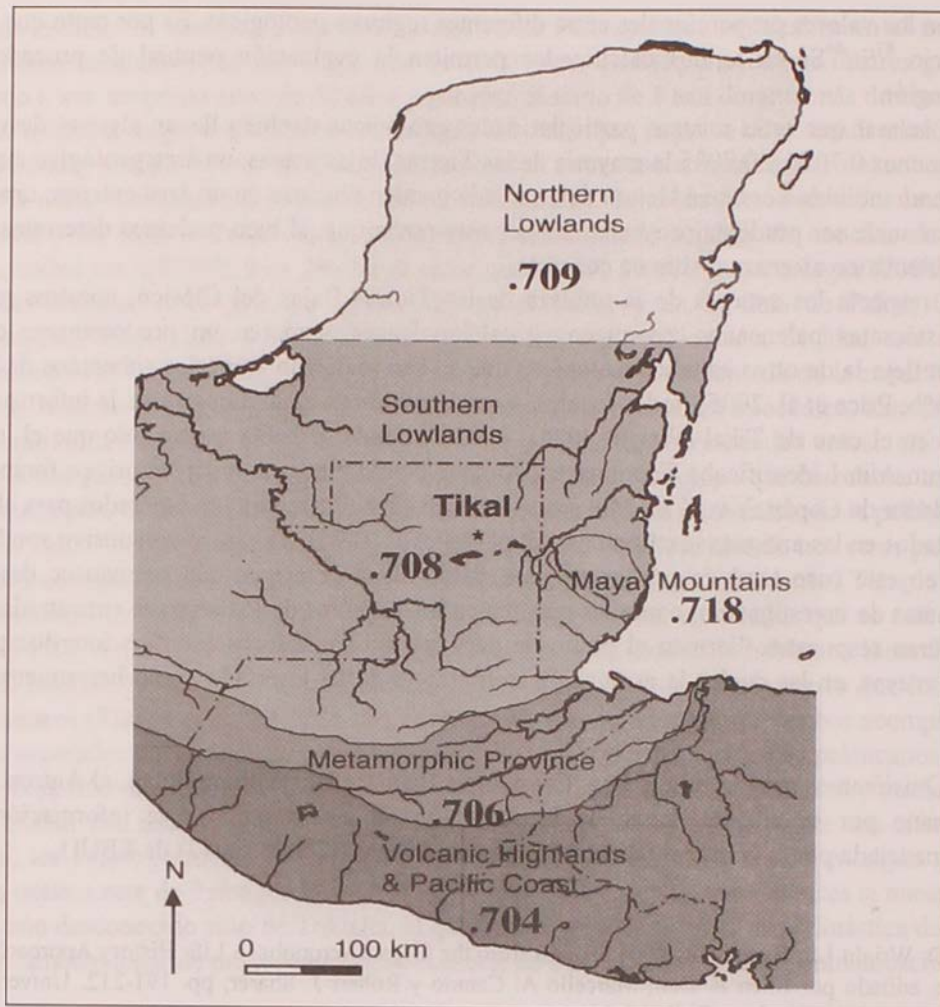 Northern
Lowlands
.709
Southern
Lowlands
Tikal
.708
Maya Mountains
.718
Metamorphic Province
.706
Volcanic Highlands
& Pacific Coast
.704
N
0 100 km